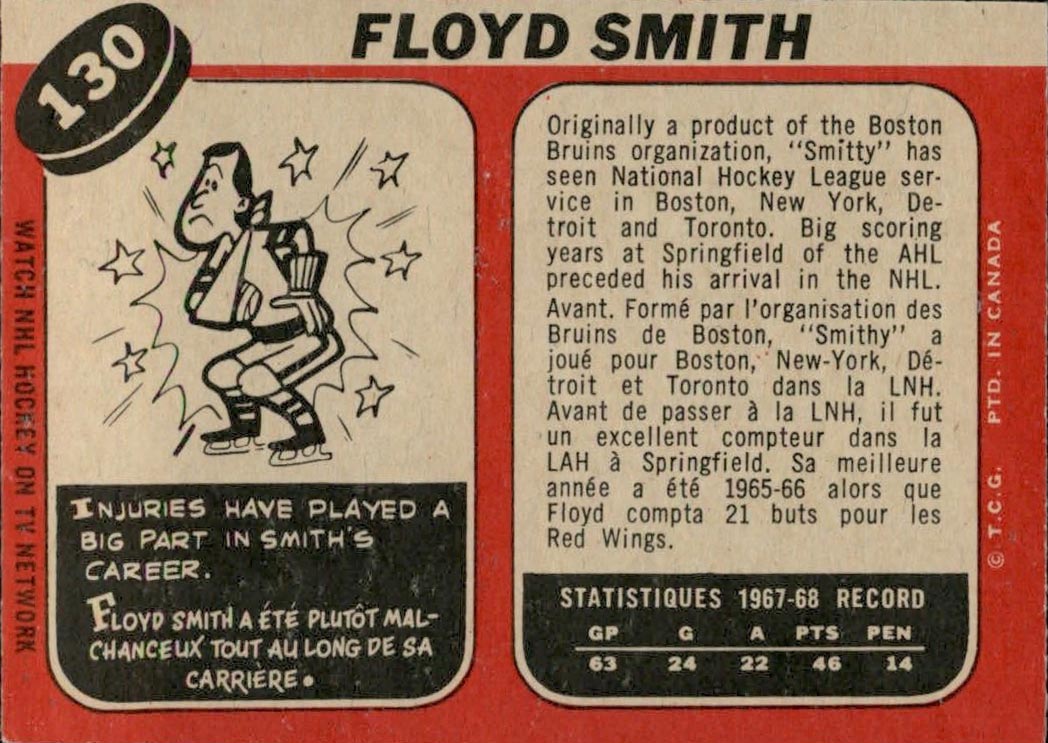 130
FLOYD SMITH
WATCH NHL HOCKEY ON TV NETWORK
INJURIES HAVE PLAYED A
BIG PART IN SMITH'S
CAREER.
FLOYD SMITH A ÉTÉ PLUTÔT MAL-
CHANCEUX TOUT AU LONG DE SA
CARRIÈRE.
Originally a product of the Boston
Bruins organization, "Smitty" has
seen National Hockey League ser-
vice in Boston, New York, De-
troit and Toronto. Big scoring
years at Springfield of the AHL
preceded his arrival in the NHL.
Avant. Formé par l'organisation des
Bruins de Boston, "Smithy" a
joué pour Boston, New-York, Dé-
troit et Toronto dans la LNH.
Avant de passer à la LNH, il fut
un excellent compteur dans la
LAH à Springfield. Sa meilleure
année a été 1965-66 alors que
Floyd compta 21 buts pour les
Red Wings.
STATISTIQUES 1967-68 RECORD
GP G A PTS PEN
63 24 22 46 14
© T.C.G. PTD. IN CANADA